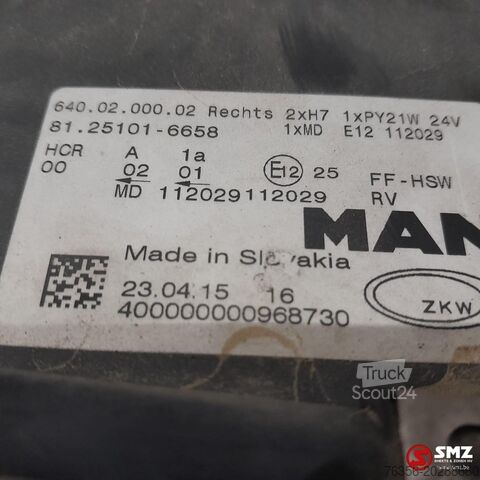 640.02.000.02 Rechts 2xH7 1xPY21W 24V
81.25101-6658 1xMD E12 112029
HCR A 1a E12 25 FF-HSW
00 02 01 RV
MD 112029112029
MAN
Made in Slovakia
23.04.15 16
400000000968730
ZKW
Truck
Scout24
SMZ